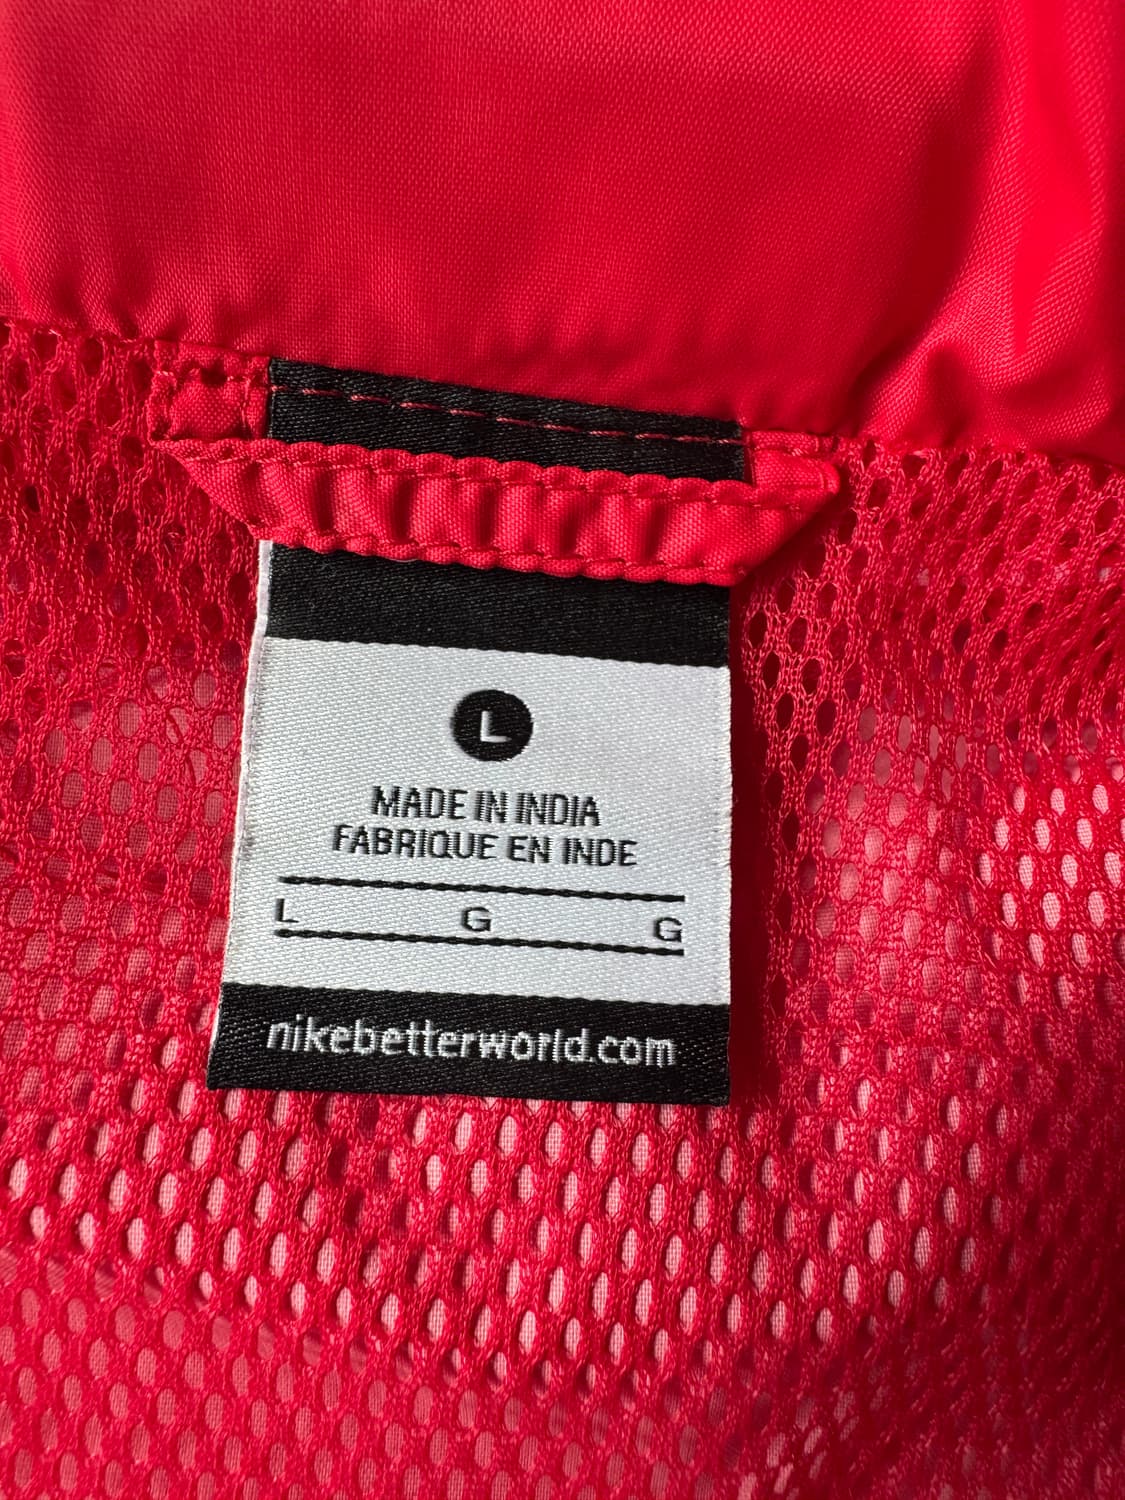 L
MADE IN INDIA
FABRIQUE EN INDE
L G G
nikebetterworld.com